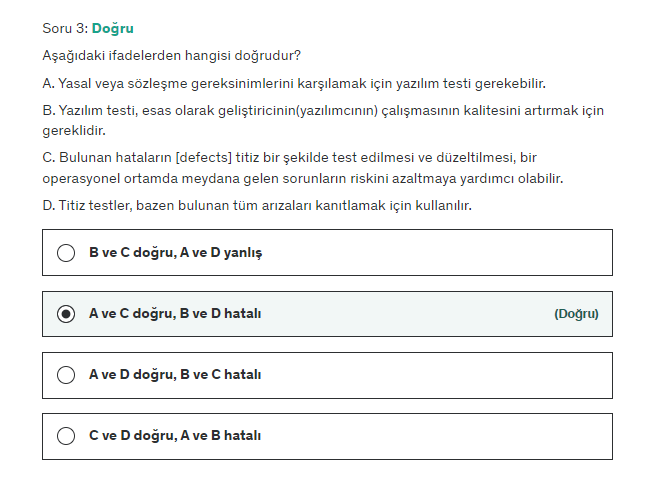 Soru 3: Doğru
Aşağıdaki ifadelerden hangisi doğrudur?
A. Yasal veya sözleşme gereksinimlerini karşılamak için yazılım testi gerekebilir.
B. Yazılım testi, esas olarak geliştiricinin(yazılımcının) çalışmasının kalitesini artırmak için
gereklidir.
C. Bulunan hataların [defects] titiz bir şekilde test edilmesi ve düzeltilmesi, bir
operasyonel ortamda meydana gelen sorunların riskini azaltmaya yardımcı olabilir.
D. Titiz testler, bazen bulunan tüm arızaları kanıtlamak için kullanılır.
B ve C doğru, A ve D yanlış
A ve C doğru, B ve D hatalı (Doğru)
A ve D doğru, B ve C hatalı
C ve D doğru, A ve B hatalı